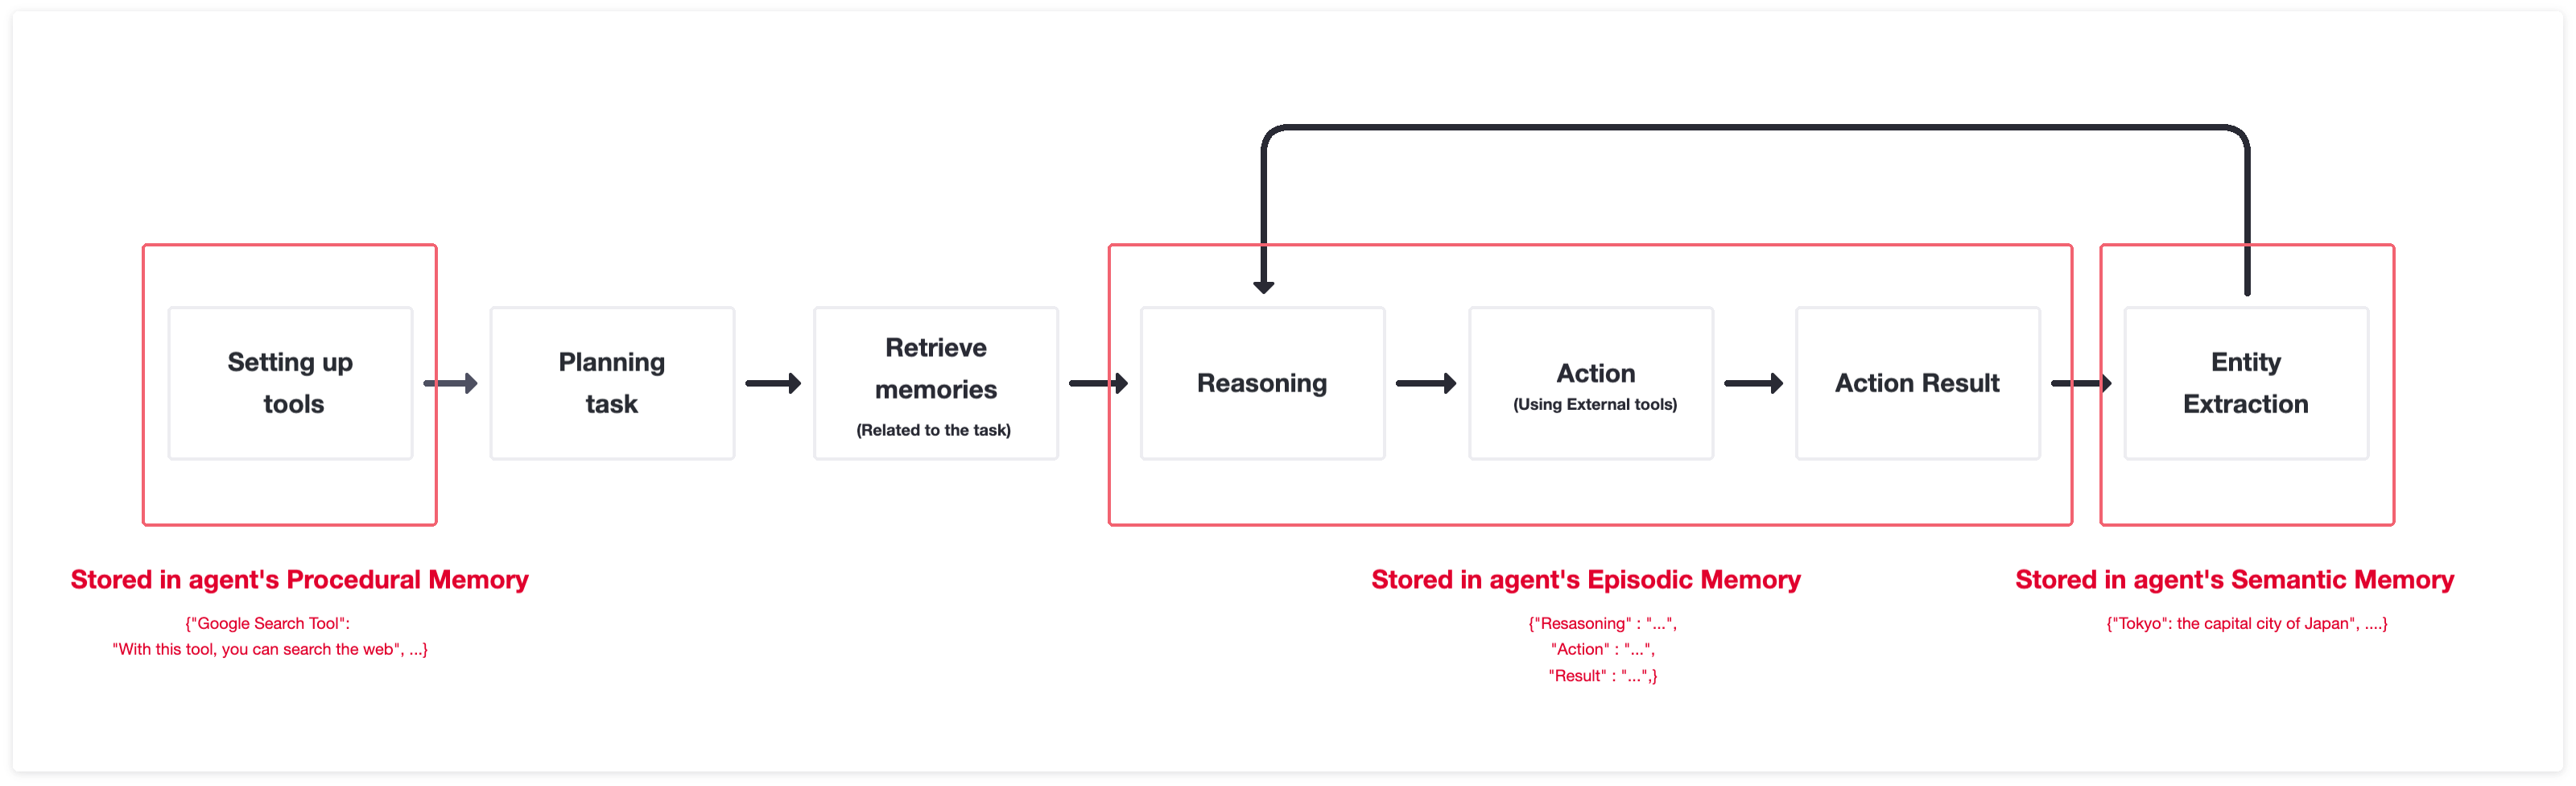 Setting up
tools
Planning
task
Retrieve
memories
(Related to the task)
Reasoning
Action
(Using External tools)
Action Result
Entity
Extraction
Stored in agent's Procedural Memory
{"Google Search Tool":
"With this tool, you can search the web", ...}
Stored in agent's Episodic Memory
{"Resasoning" : "...",
"Action" : "...",
"Result" : "...",}
Stored in agent's Semantic Memory
{"Tokyo": the capital city of Japan", ....}